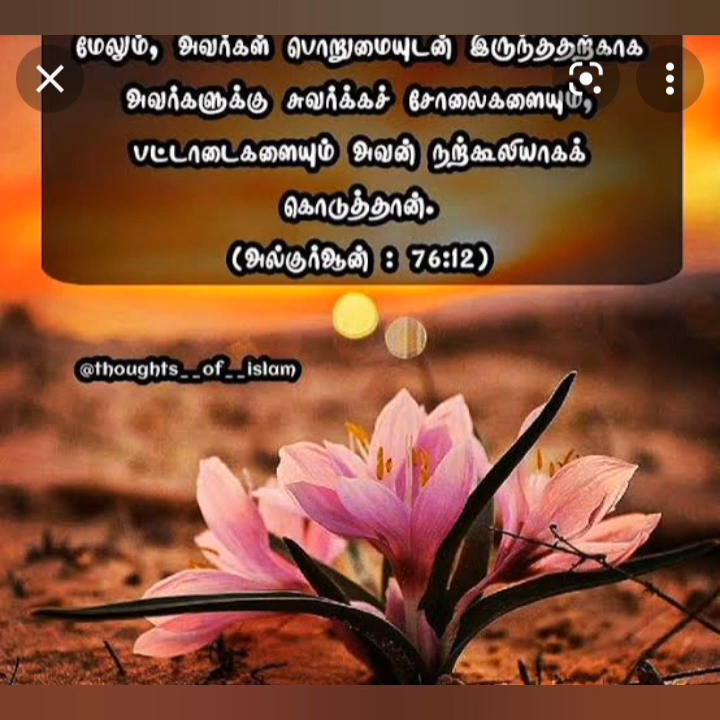 மேலும், அவர்கள் பொறுமையுடன் இருந்ததற்காக
அவர்களுக்கு சுவர்க்கச் சோலைகளையும்,
பட்டாடைகளையும் அவன் நற்கூலியாகக்
கொடுத்தான்.
(அல்குர்ஆன் : 76:12)
@thoughts__of__islam